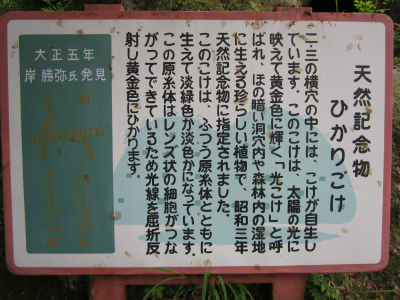 天然記念物
ひかりごけ
二・三の横穴の中には、こけが自生し
ています。このこけは、太陽の光に
映えて黄金色に輝く「光こけ」と呼
ばれ、ほの暗い洞穴内や森林内の湿地
に生える珍らしい植物で、昭和三年
天然記念物に指定されました。
このこけは、ふつう原糸体とともに
生えて淡緑色か淡色かになっています。
この原糸体はレンズ状の細胞がつな
がってできているため光線を屈折反
射し黄金色にひかります。
大正五年
岸 勝弥氏発見